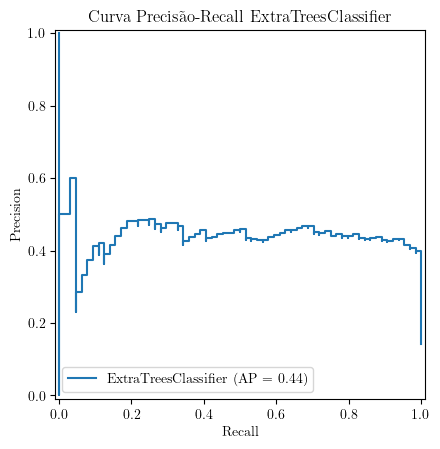 Curva Precisão-Recall ExtraTreesClassifier
1.0
0.8
0.6
0.4
0.2
0.0
Precision
ExtraTreesClassifier (AP = 0.44)
0.0 0.2 0.4 0.6 0.8 1.0
Recall